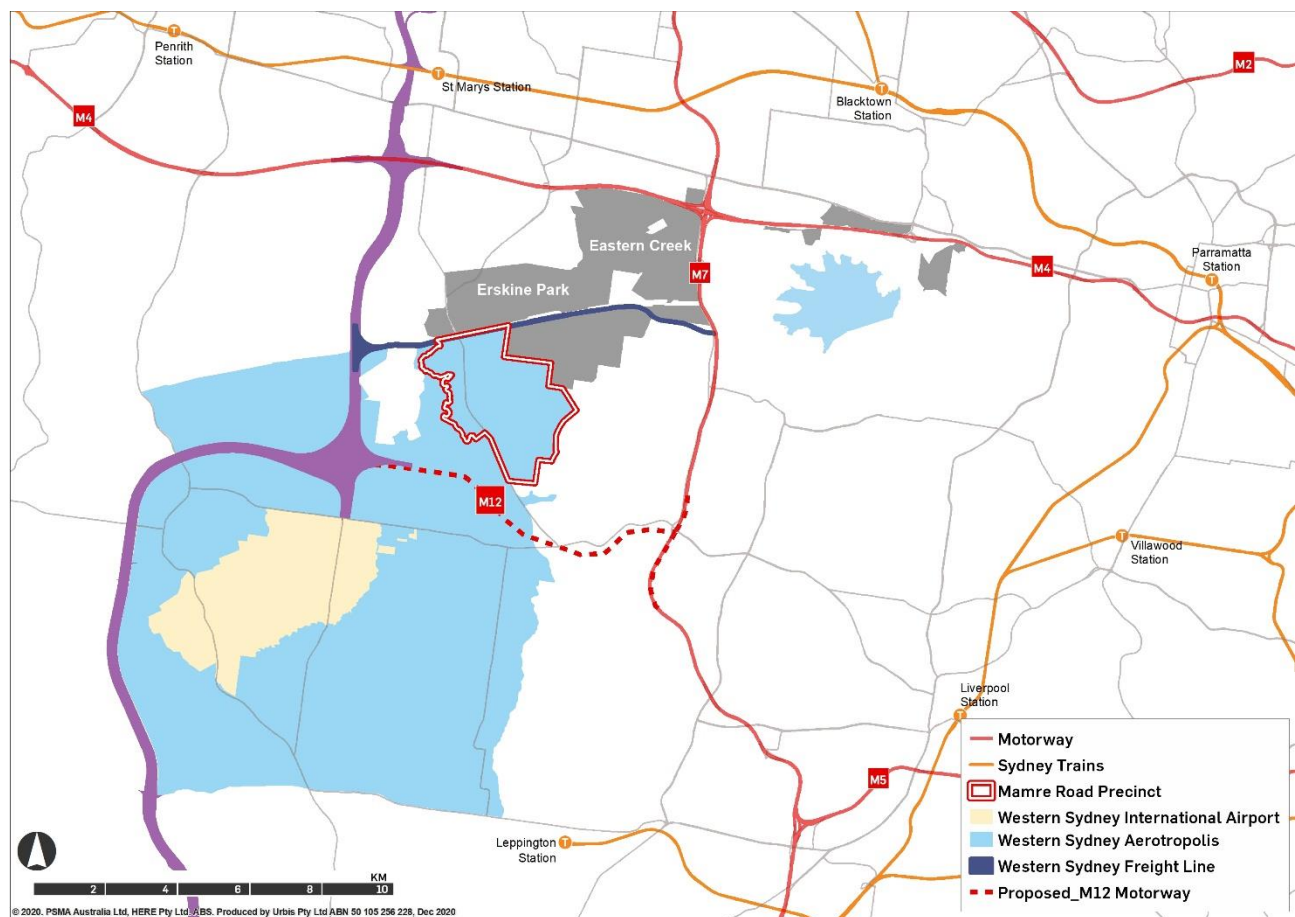 Penrith
Station
St Marys Station
M4
M2
Blacktown
Station
Eastern Creek
Erskine Park
M7
M4
Parramatta
Station
M12
Villawood
Station
Liverpool
Station
M5
Leppington
Station
Motorway
Sydney Trains
Mamre Road Precinct
Western Sydney International Airport
Western Sydney Aerotropolis
Western Sydney Freight Line
Proposed_M12 Motorway
KM
2 4 6 8 10
© 2020. PSMA Australia Ltd, HERE Pty Ltd, ABS. Produced by Urbis Pty Ltd ABN 50 105 256 228, Dec 2020